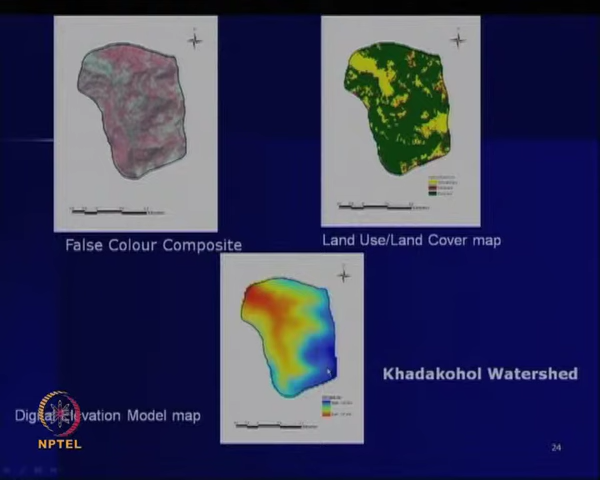 False Colour Composite
Land Use/Land Cover map
Khadakohol Watershed
Digital Elevation Model map
NPTEL
24